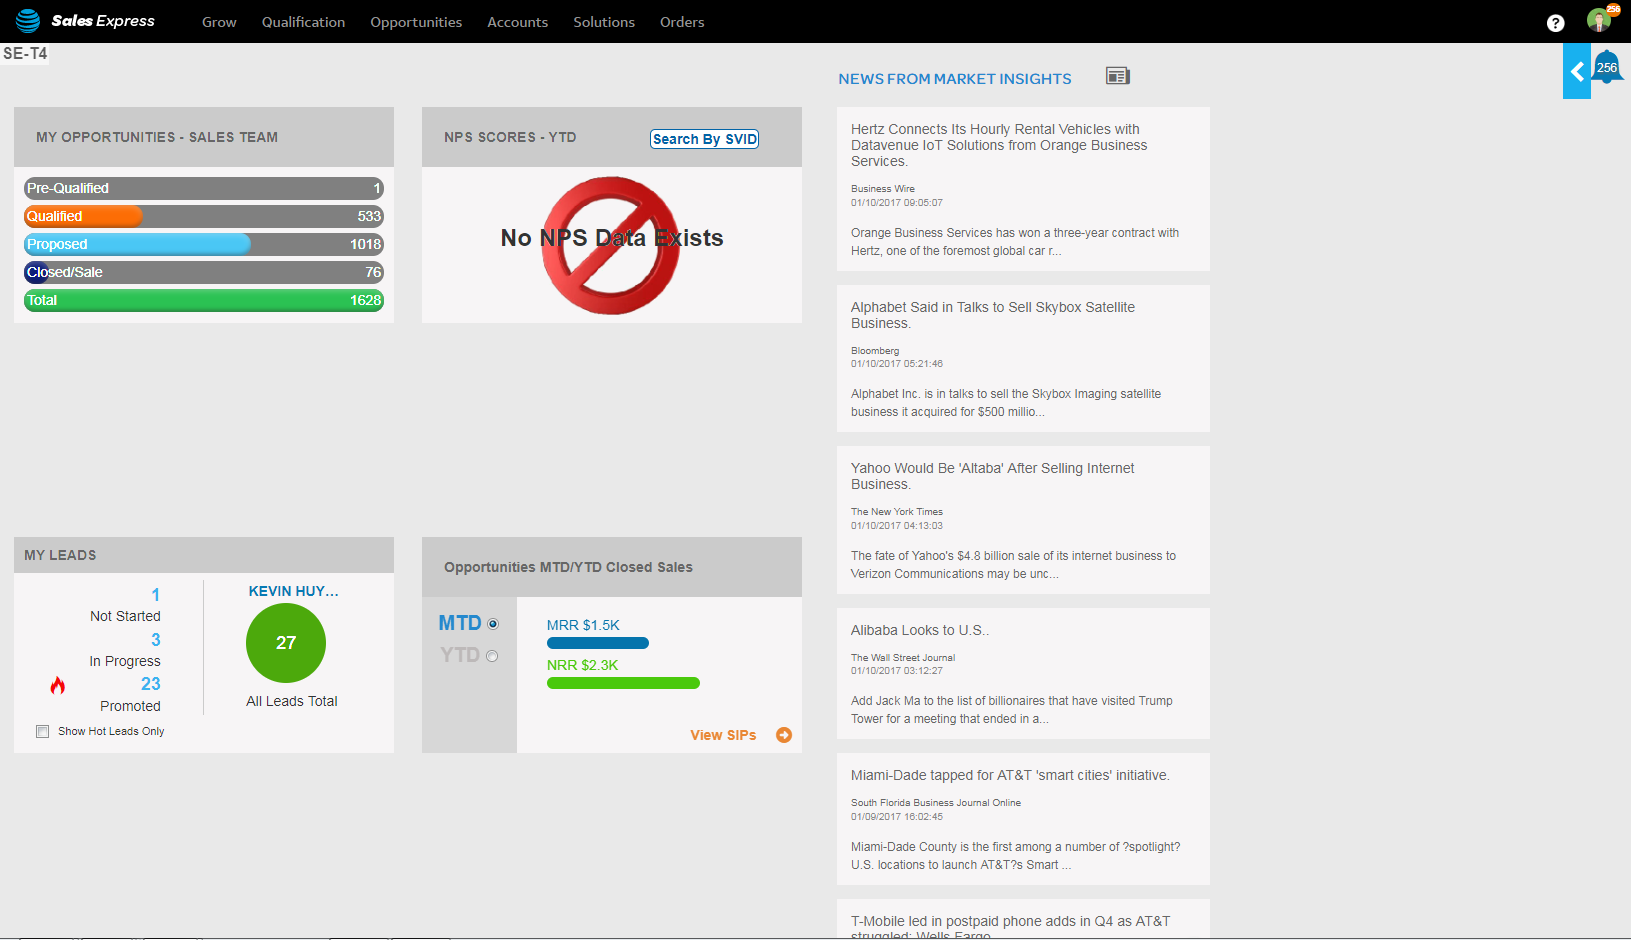 Sales Express
Grow
Qualification
Opportunities
Accounts
Solutions
Orders
?
256
SE-T4
256
NEWS FROM MARKET INSIGHTS
MY OPPORTUNITIES - SALES TEAM
Pre-Qualified 1
Qualified 533
Proposed 1018
Closed/Sale 76
Total 1628
NPS SCORES - YTD
Search By SVID
No NPS Data Exists
MY LEADS
1
Not Started
3
In Progress
23
Promoted
Show Hot Leads Only
KEVIN HUY...
27
All Leads Total
Opportunities MTD/YTD Closed Sales
MTD
YTD
MRR $1.5K
NRR $2.3K
View SIPs
Hertz Connects Its Hourly Rental Vehicles with
Datavenue IoT Solutions from Orange Business
Services.
Business Wire
01/10/2017 09:05:07
Orange Business Services has won a three-year contract with
Hertz, one of the foremost global car r...
Alphabet Said in Talks to Sell Skybox Satellite
Business.
Bloomberg
01/10/2017 05:21:46
Alphabet Inc. is in talks to sell the Skybox Imaging satellite
business it acquired for $500 millio...
Yahoo Would Be 'Altaba' After Selling Internet
Business.
The New York Times
01/10/2017 04:13:03
The fate of Yahoo's $4.8 billion sale of its internet business to
Verizon Communications may be unc...
Alibaba Looks to U.S..
The Wall Street Journal
01/10/2017 03:12:27
Add Jack Ma to the list of billionaires that have visited Trump
Tower for a meeting that ended in a...
Miami-Dade tapped for AT&T 'smart cities' initiative.
South Florida Business Journal Online
01/09/2017 16:02:45
Miami-Dade County is the first among a number of ?spotlight?
U.S. locations to launch AT&T?s Smart ...
T-Mobile led in postpaid phone adds in Q4 as AT&T
struggled: Wells Fargo